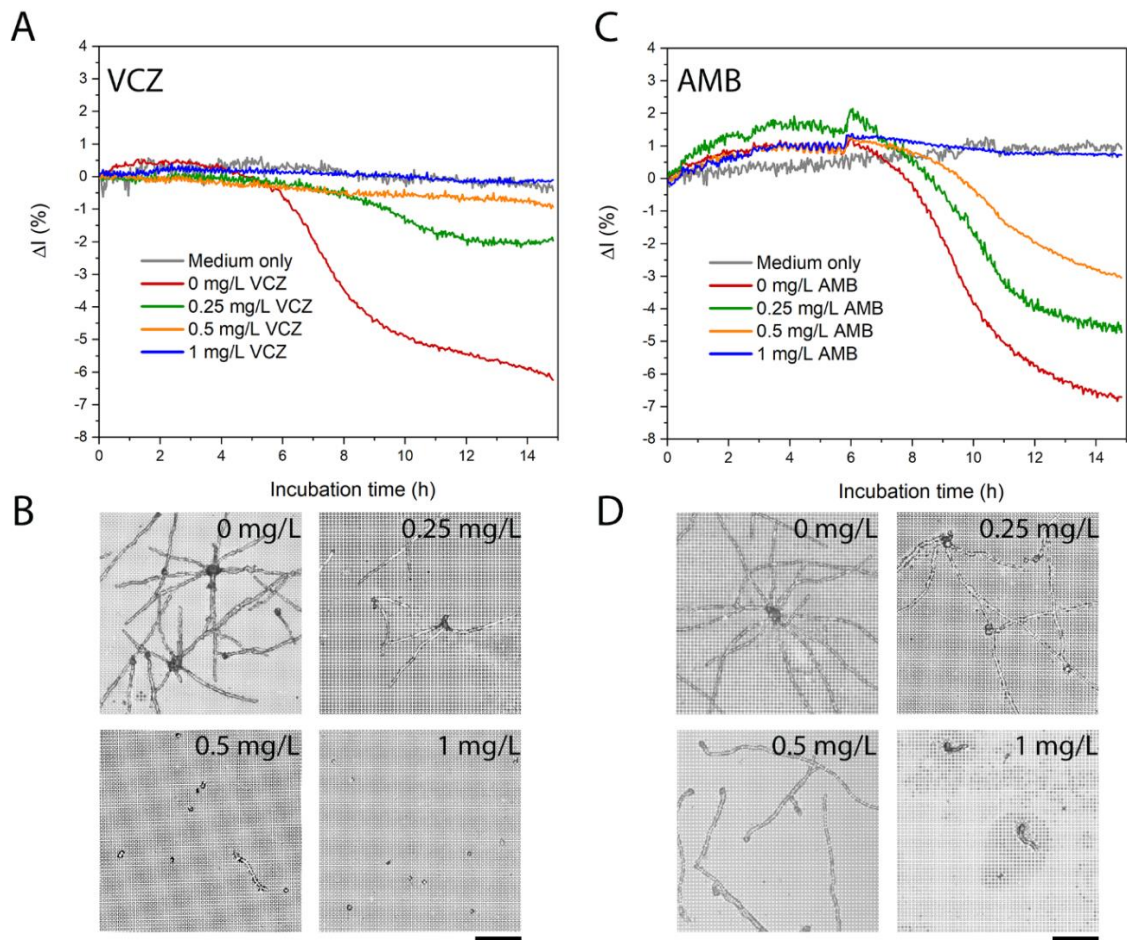 A
4
3
2
1
0
-1
-2
-3
-4
-5
-6
-7
-8
ΔI (%)
VCZ
Medium only
0 mg/L VCZ
0.25 mg/L VCZ
0.5 mg/L VCZ
1 mg/L VCZ
0 2 4 6 8 10 12 14
Incubation time (h)
C
4
3
2
1
0
-1
-2
-3
-4
-5
-6
-7
-8
ΔI (%)
AMB
Medium only
0 mg/L AMB
0.25 mg/L AMB
0.5 mg/L AMB
1 mg/L AMB
0 2 4 6 8 10 12 14
Incubation time (h)
B
0 mg/L
0.25 mg/L
0.5 mg/L
1 mg/L
D
0 mg/L
0.25 mg/L
0.5 mg/L
1 mg/L